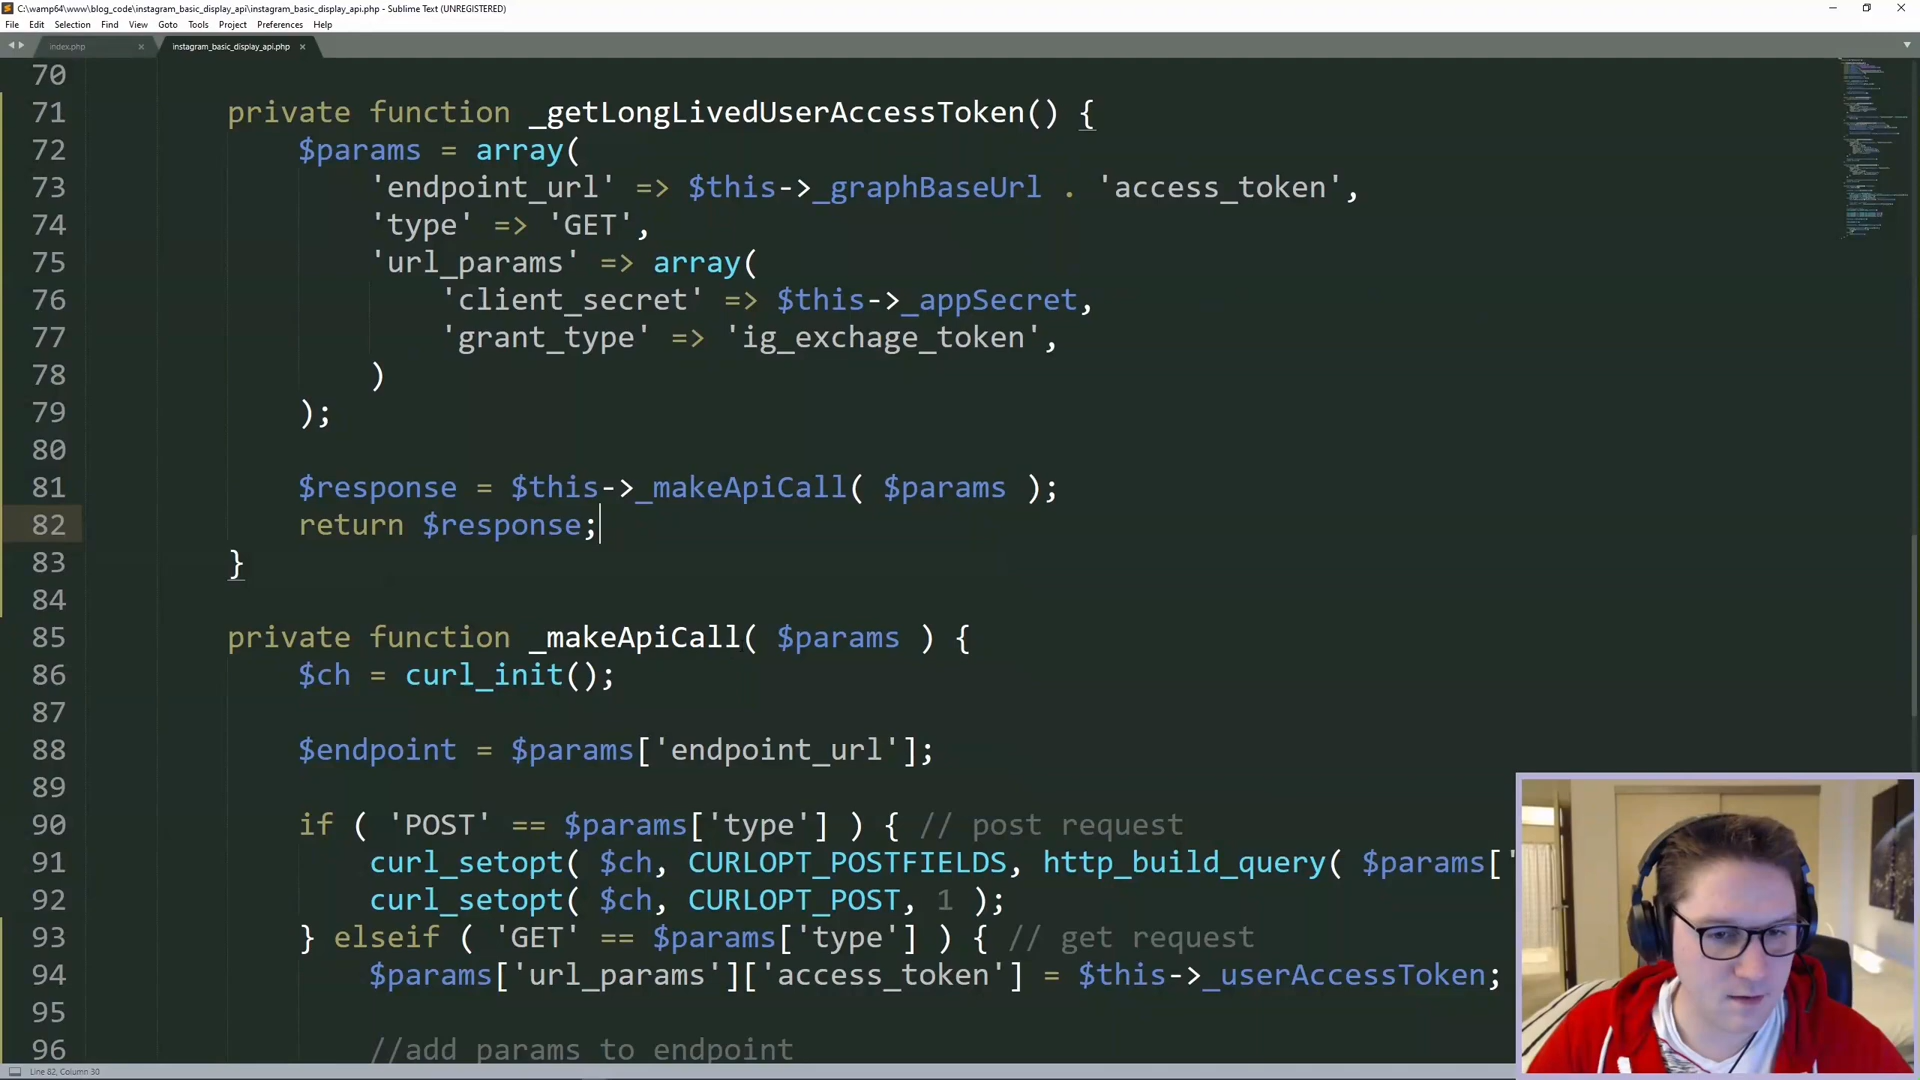 C:\wamp64\www\blog_code\instagram_basic_display_api\instagram_basic_display_api.php - Sublime Text (UNREGISTERED)
File Edit Selection Find View Goto Tools Project Preferences Help
index.php instagram_basic_display_api.php
70
71 private function _getLongLivedUserAccessToken() {
72 $params = array(
73 'endpoint_url' => $this->_graphBaseUrl . 'access_token',
74 'type' => 'GET',
75 'url_params' => array(
76 'client_secret' => $this->_appSecret,
77 'grant_type' => 'ig_exchage_token',
78 )
79 );
80
81 $response = $this->_makeApiCall( $params );
82 return $response;
83 }
84
85 private function _makeApiCall( $params ) {
86 $ch = curl_init();
87
88 $endpoint = $params['endpoint_url'];
89
90 if ( 'POST' == $params['type'] ) { // post request
91 curl_setopt( $ch, CURLOPT_POSTFIELDS, http_build_query( $params['
92 curl_setopt( $ch, CURLOPT_POST, 1 );
93 } elseif ( 'GET' == $params['type'] ) { // get request
94 $params['url_params']['access_token'] = $this->_userAccessToken;
95
96 //add params to endpoint
Line 82, Column 30